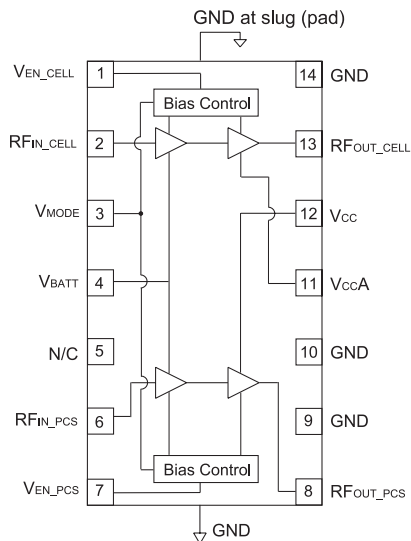 GND at slug (pad)
VEN_CELL 1 14 GND
Bias Control
RFIN_CELL 2 13 RFOUT_CELL
VMODE 3 12 VCC
VBATT 4 11 VCCA
N/C 5 10 GND
RFIN_PCS 6 9 GND
Bias Control
VEN_PCS 7 8 RFOUT_PCS
GND